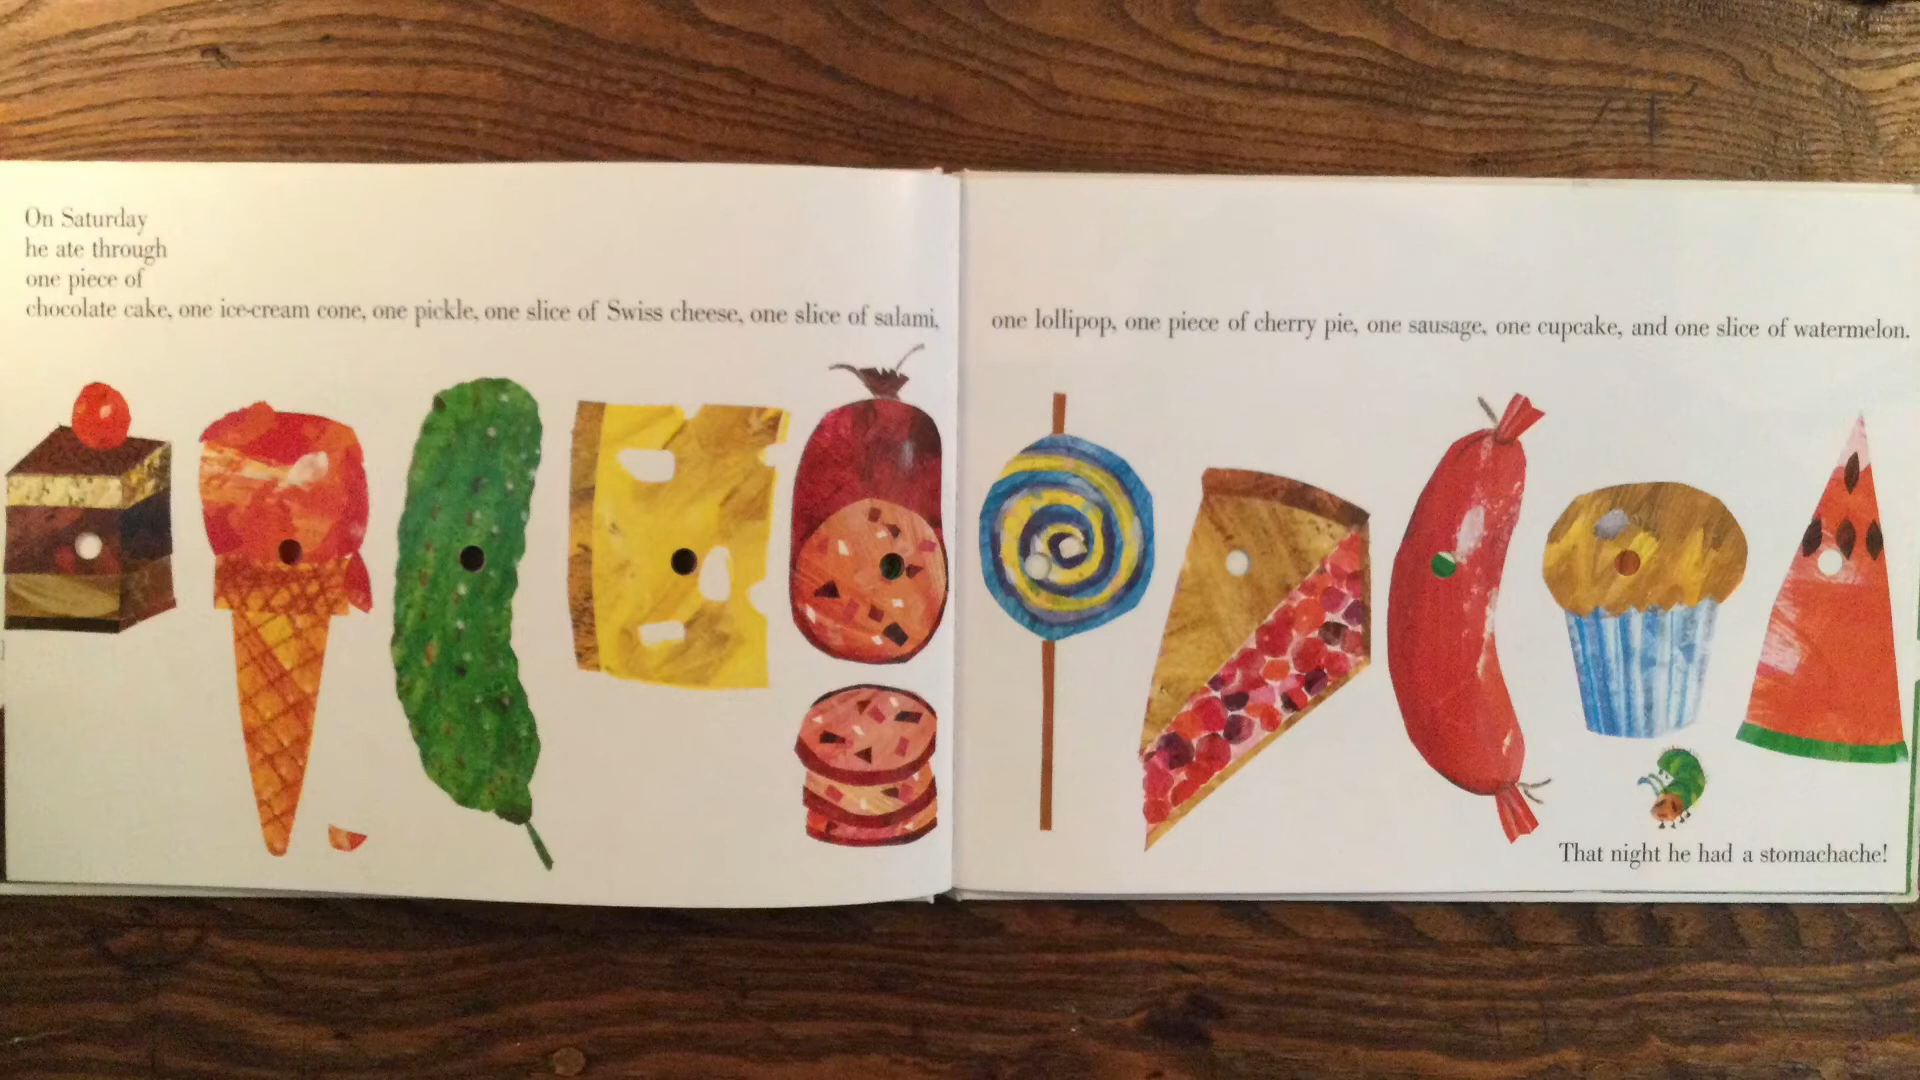 On Saturday
he ate through
one piece of
chocolate cake, one ice-cream cone, one pickle, one slice of Swiss cheese, one slice of salami,
one lollipop, one piece of cherry pie, one sausage, one cupcake, and one slice of watermelon.
That night he had a stomachache!